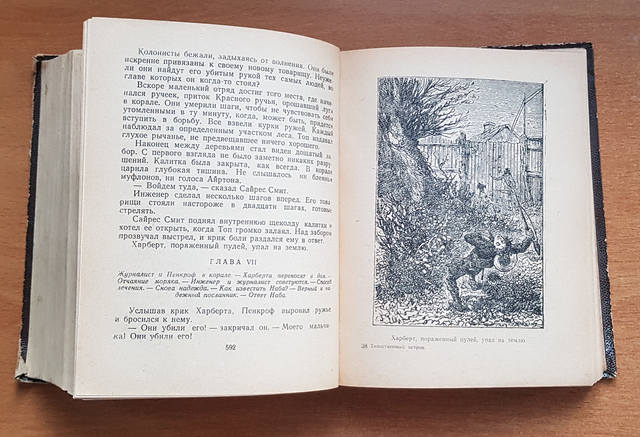 Колонисты бежали, задыхаясь от волнения. Они были
искренне привязаны к своему новому товарищу. Неуже-
ли они найдут его убитым рукой тех самых людей, во
главе которых он когда-то стоял?
Вскоре маленький отряд достиг того места, где начи-
нался ручеек, приток Красного ручья, орошавший луга
в корале. Они умерили шаги, чтобы не чувствовать себя
утомленными в ту минуту, когда, может быть, придется
вступить в борьбу. Все взвели курки ружей. Каждый
наблюдал за определенным участком леса. Топ издавал
глухое рычанье, не предвещавшее ничего хорошего.
Наконец между деревьями стал виден дощатый за-
бор. С первого взгляда не было заметно никаких разру-
шений. Калитка была закрыта, как всегда. В корале
царила глубокая тишина. Не слышалось ни блеянья
муфлонов, ни голоса Айртона.
— Войдем туда, — сказал Сайрес Смит.
Инженер сделал несколько шагов вперед. Его това-
рищи стояли настороже в двадцати шагах, готовые
стрелять.
Сайрес Смит поднял внутреннюю щеколду калитки и
хотел ее открыть, когда Топ громко залаял. Над забором
прозвучал выстрел, и крик боли раздался ему в ответ.
Харберт, пораженный пулей, упал на землю.
ГЛАВА VII
Журналист и Пенкроф в корале — Харберта переносят в дом. —
Отчаяние моряка. — Инженер и журналист советуются. — Способ
лечения. — Снова надежда. — Как известить Наба? — Верный и на-
дежный посланник. — Ответ Наба.
Услышав крик Харберта, Пенкроф выронил ружье
и бросился к нему.
— Они убили его! — закричал он. — Моего мальчи-
ка! Они убили его!
592
Харберт, пораженный пулей, упал на землю
38 Таинственный остров